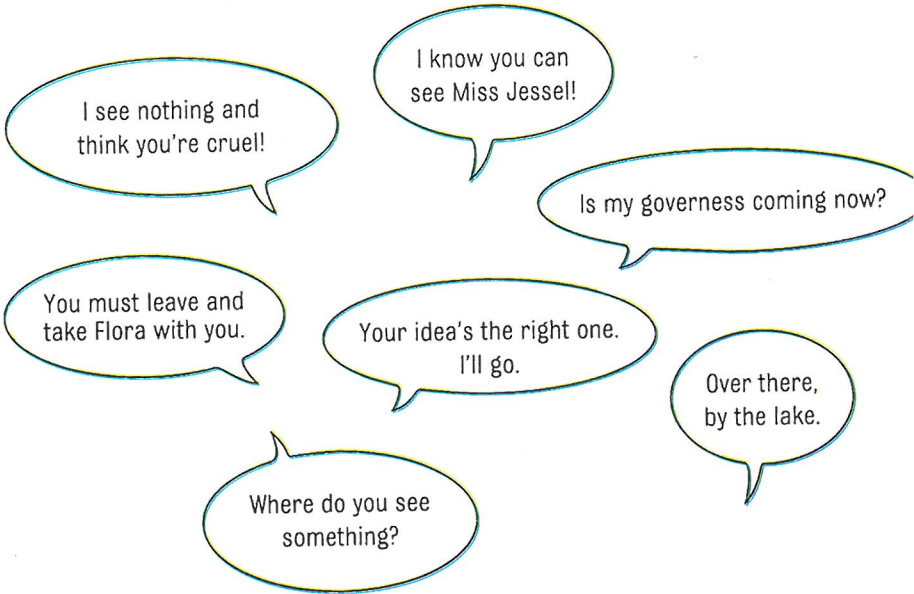 I see nothing and
think you're cruel!
I know you can
see Miss Jessel!
Is my governess coming now?
You must leave and
take Flora with you.
Your idea's the right one.
I'll go.
Over there,
by the lake.
Where do you see
something?